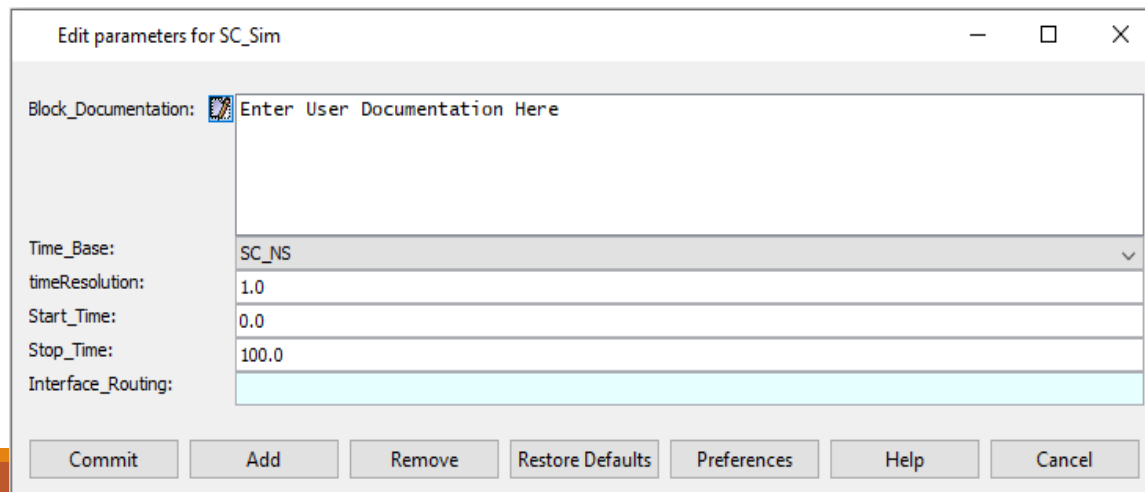 Edit parameters for SC_Sim
Block_Documentation: Enter User Documentation Here
Time_Base: SC_NS
timeResolution: 1.0
Start_Time: 0.0
Stop_Time: 100.0
Interface_Routing:
Commit Add Remove Restore Defaults Preferences Help Cancel